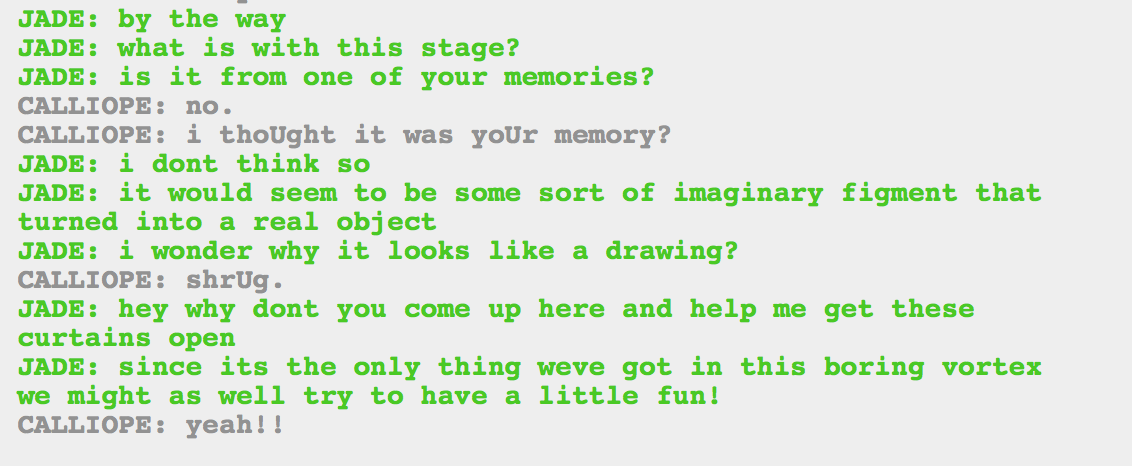 JADE: by the way
JADE: what is with this stage?
JADE: is it from one of your memories?
CALLIOPE: no.
CALLIOPE: i thoUght it was yoUr memory?
JADE: i dont think so
JADE: it would seem to be some sort of imaginary figment that
turned into a real object
JADE: i wonder why it looks like a drawing?
CALLIOPE: shrUg.
JADE: hey why dont you come up here and help me get these
curtains open
JADE: since its the only thing weve got in this boring vortex
we might as well try to have a little fun!
CALLIOPE: yeah!!